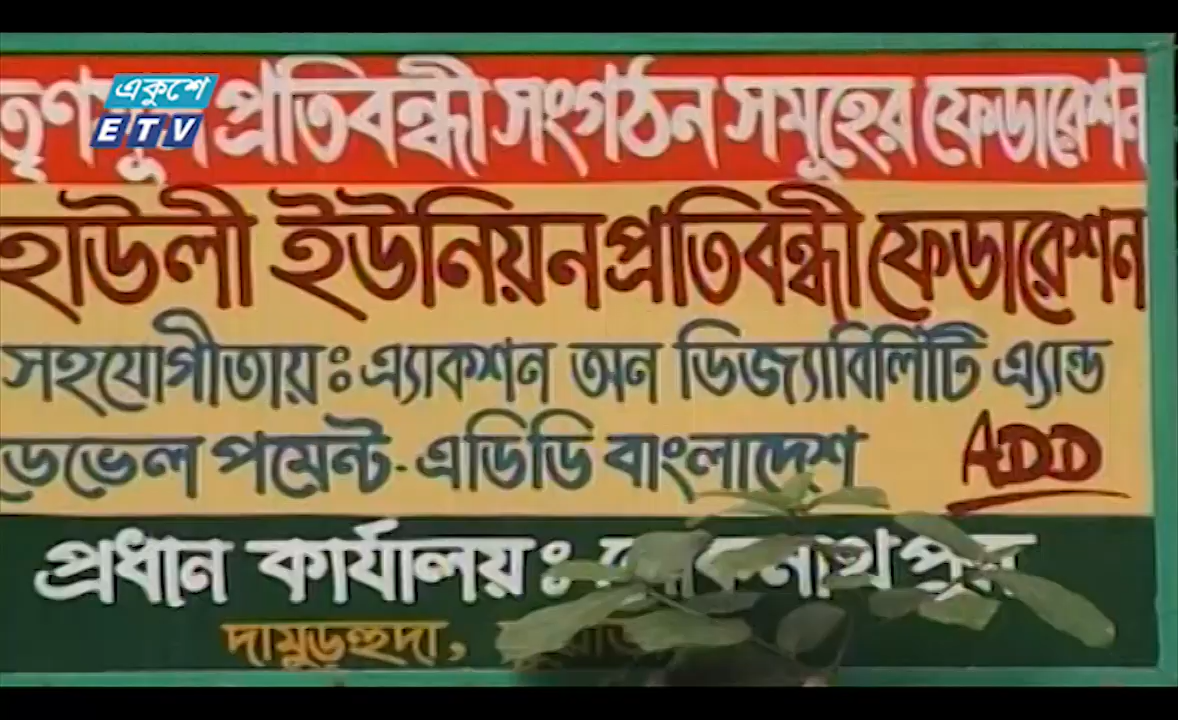 একুশে
ETV
তৃণমূল প্রতিবন্ধী সংগঠন সমূহের ফেডারেশন
হাউলী ইউনিয়ন প্রতিবন্ধী ফেডারেশন
সহযোগীতায়ঃ এ্যাকশন অন ডিজ্যাবিলিটি এ্যান্ড
ডেভেলপমেন্ট - এডিডি বাংলাদেশ
ADD
প্রধান কার্যালয়ঃ
দামুড়হুদা,